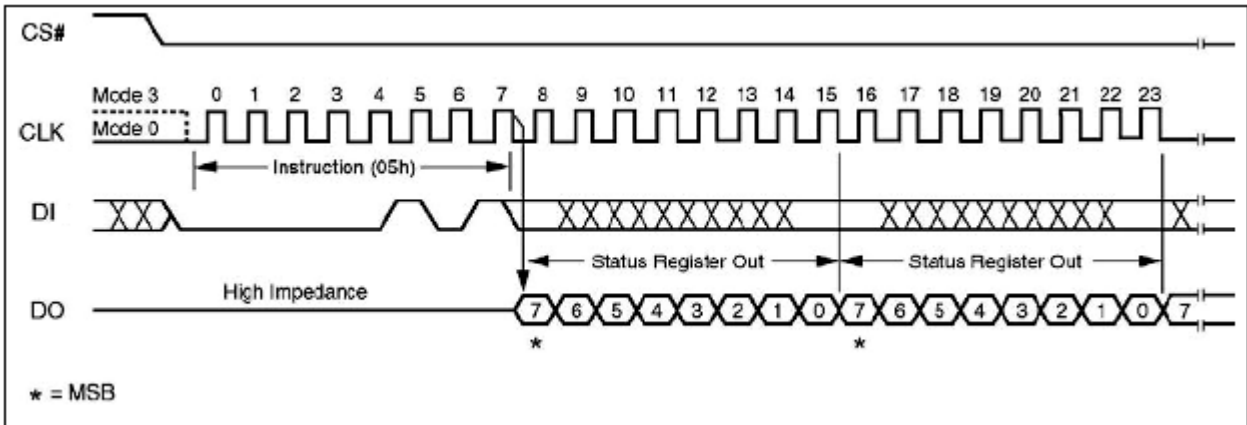 CS#
Mode 3
0 1 2 3 4 5 6 7 8 9 10 11 12 13 14 15 16 17 18 19 20 21 22 23
CLK
Mode 0
Instruction (05h)
DI
Status Register Out
Status Register Out
High Impedance
DO
7 6 5 4 3 2 1 0 7 6 5 4 3 2 1 0 7
* *
* = MSB